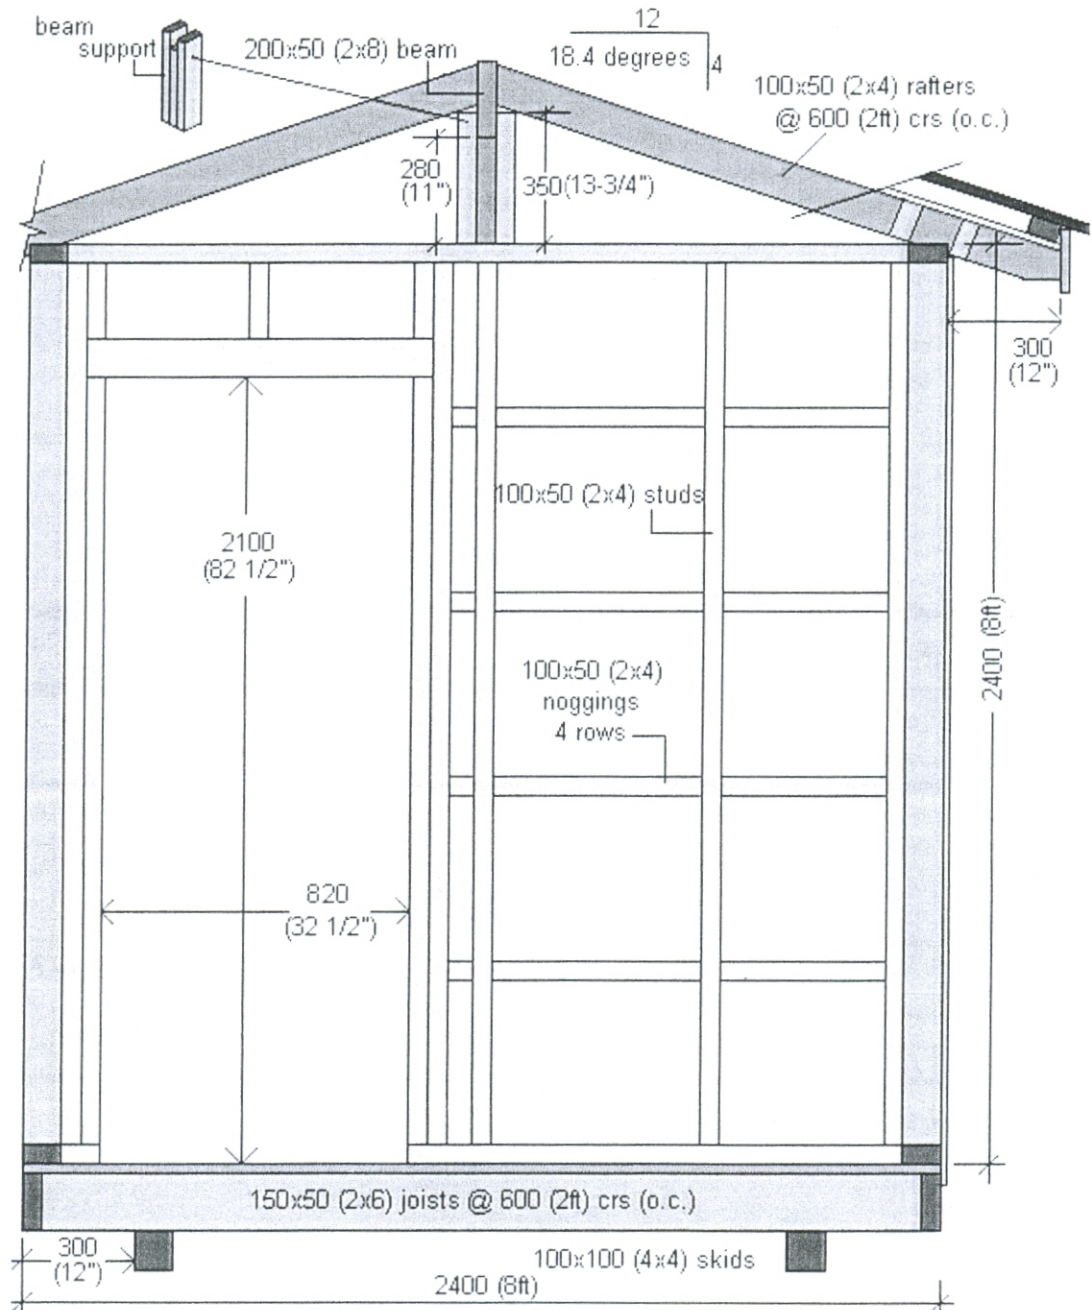 12
beam
support
200x50 (2x8) beam
18.4 degrees
4
100x50 (2x4) rafters
@ 600 (2ft) crs (o.c.)
280
(11")
350(13-3/4")
300
(12")
100x50 (2x4) studs
2100
(82 1/2")
2400 (8ft)
100x50 (2x4)
noggings
4 rows
820
(32 1/2")
150x50 (2x6) joists @ 600 (2ft) crs (o.c.)
300
(12")
100x100 (4x4) skids
2400 (8ft)